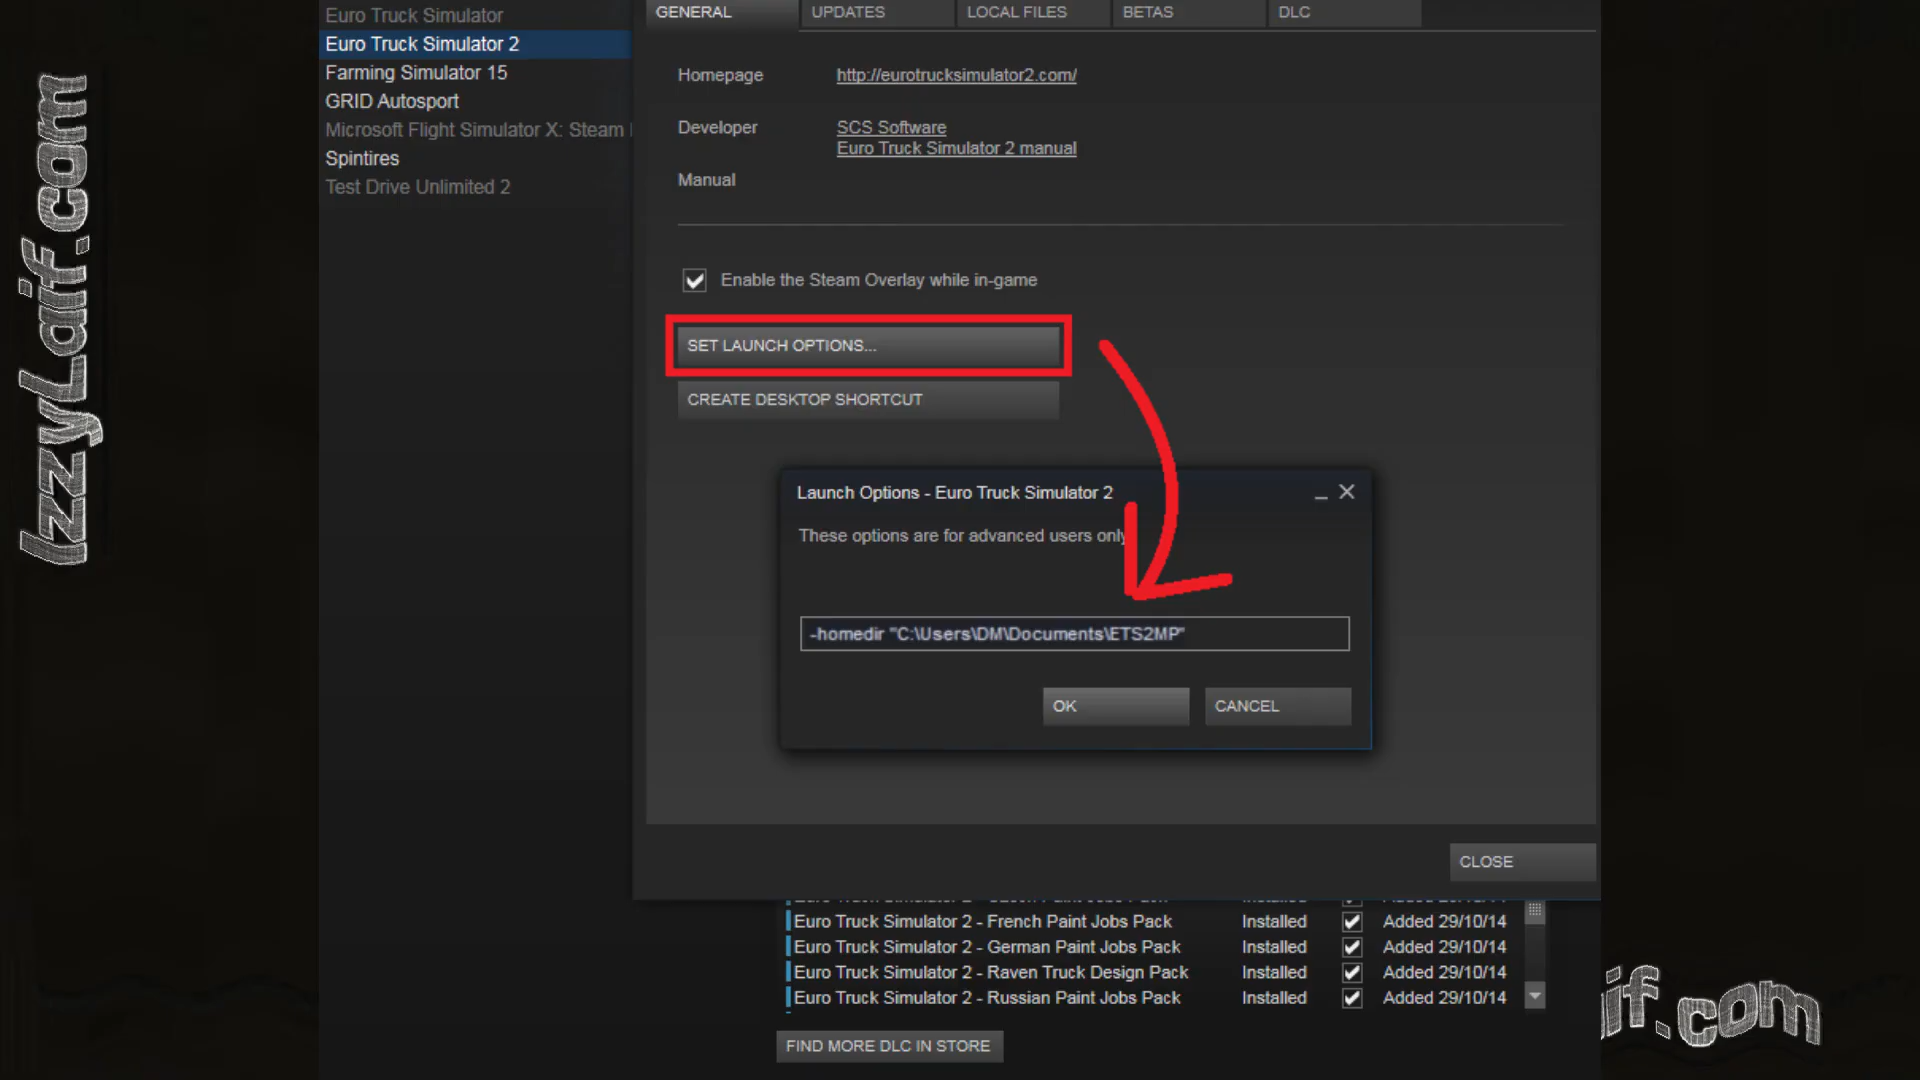 Euro Truck Simulator
Euro Truck Simulator 2
Farming Simulator 15
GRID Autosport
Microsoft Flight Simulator X: Steam
Spintires
Test Drive Unlimited 2
GENERAL
UPDATES
LOCAL FILES
BETAS
DLC
Homepage
http://eurotrucksimulator2.com/
Developer
SCS Software
Euro Truck Simulator 2 manual
Manual
Enable the Steam Overlay while in-game
SET LAUNCH OPTIONS...
CREATE DESKTOP SHORTCUT
Launch Options - Euro Truck Simulator 2
These options are for advanced users only
-homedir "C:\Users\DM\Documents\ETS2MP"
OK
CANCEL
CLOSE
Euro Truck Simulator 2 - French Paint Jobs Pack Installed Added 29/10/14
Euro Truck Simulator 2 - German Paint Jobs Pack Installed Added 29/10/14
Euro Truck Simulator 2 - Raven Truck Design Pack Installed Added 29/10/14
Euro Truck Simulator 2 - Russian Paint Jobs Pack Installed Added 29/10/14
FIND MORE DLC IN STORE
IzzyLaif.com
if.com